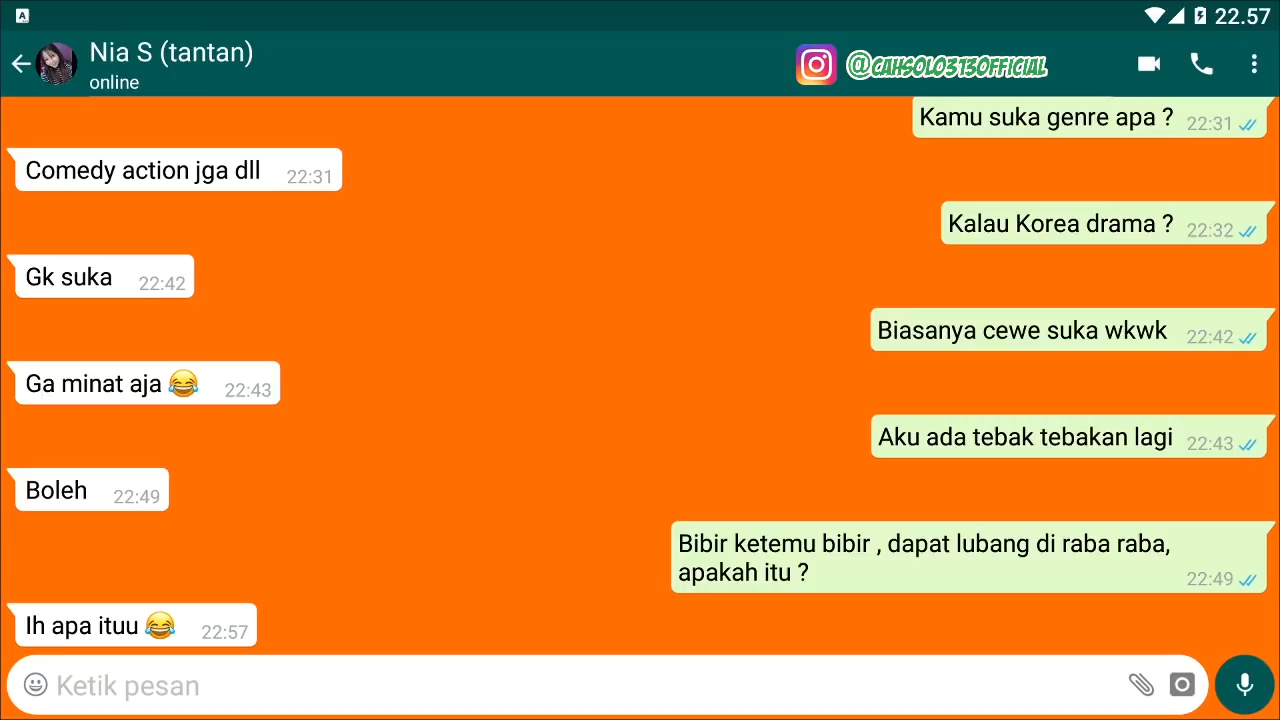 A
22.57
Nia S (tantan)
online
@CAHSOLO313OFFICIAL
Kamu suka genre apa ? 22:31
Comedy action jga dll 22:31
Kalau Korea drama ? 22:32
Gk suka 22:42
Biasanya cewe suka wkwk 22:42
Ga minat aja 😂 22:43
Aku ada tebak tebakan lagi 22:43
Boleh 22:49
Bibir ketemu bibir , dapat lubang di raba raba,
apakah itu ? 22:49
Ih apa ituu 😂 22:57
Ketik pesan